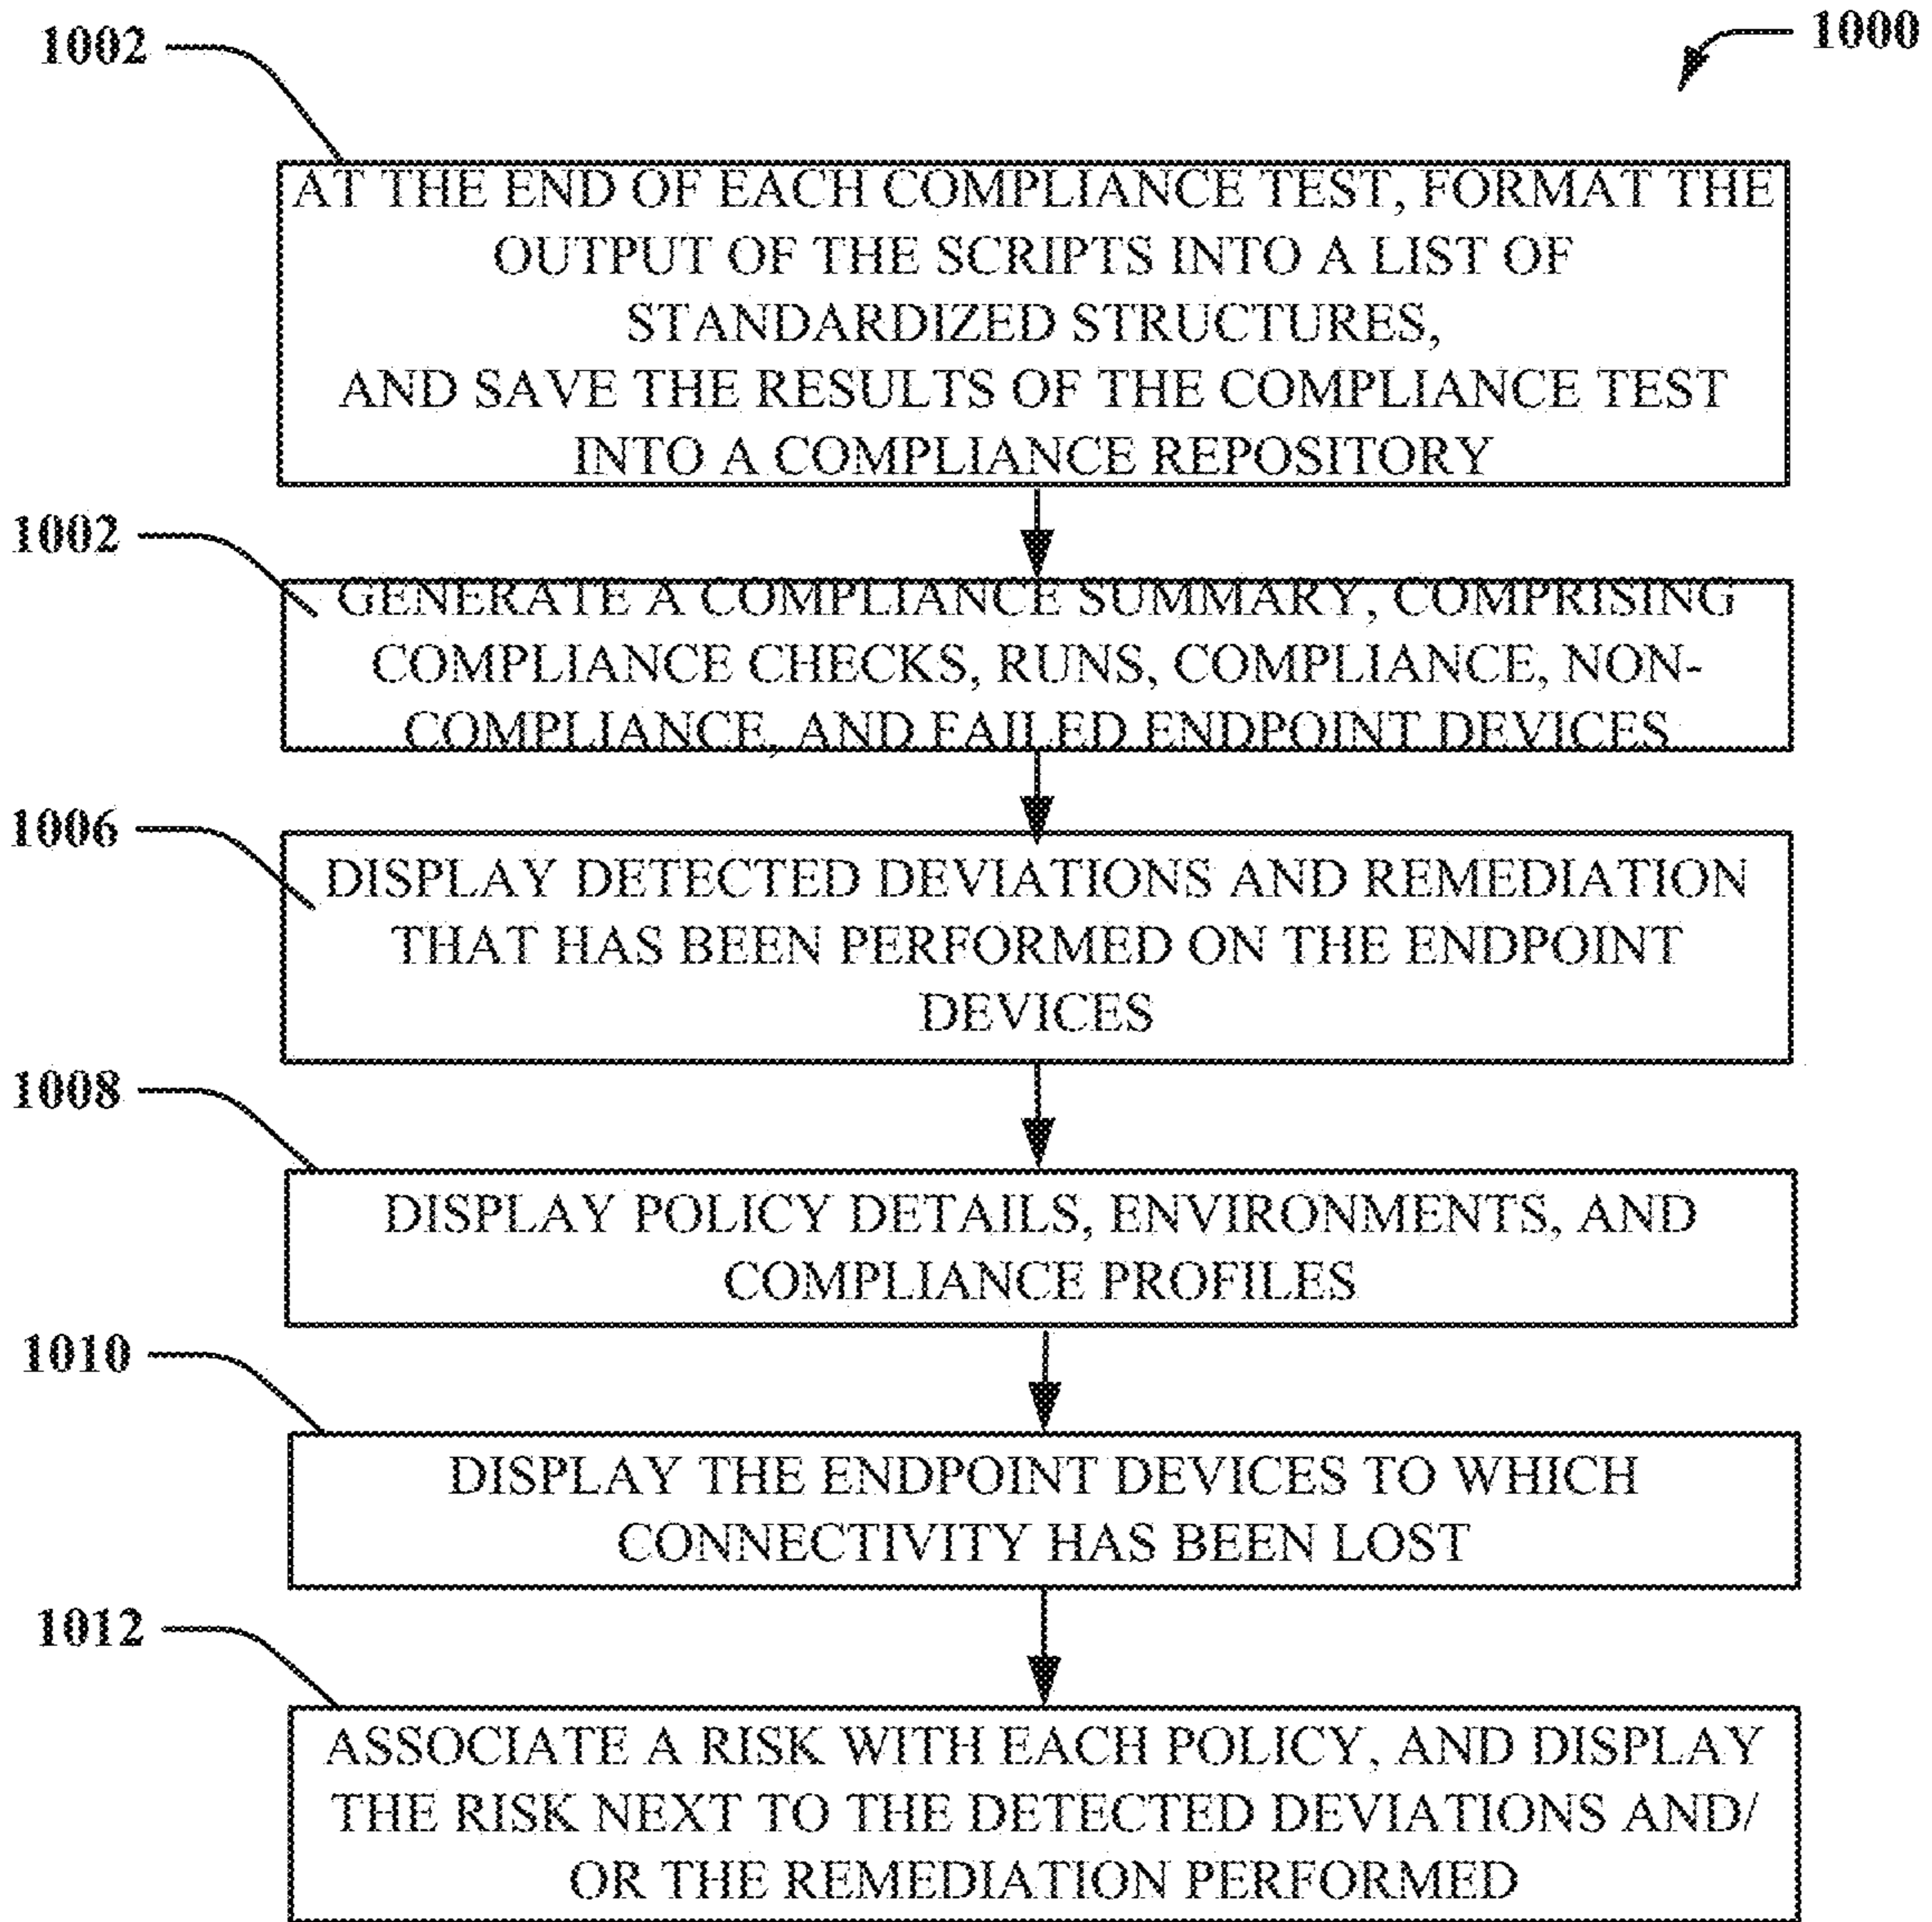 1000
1002
AT THE END OF EACH COMPLIANCE TEST, FORMAT THE
OUTPUT OF THE SCRIPTS INTO A LIST OF
STANDARDIZED STRUCTURES,
AND SAVE THE RESULTS OF THE COMPLIANCE TEST
INTO A COMPLIANCE REPOSITORY
1002
GENERATE A COMPLIANCE SUMMARY, COMPRISING
COMPLIANCE CHECKS, RUNS, COMPLIANCE, NON-
COMPLIANCE, AND FAILED ENDPOINT DEVICES
1006
DISPLAY DETECTED DEVIATIONS AND REMEDIATION
THAT HAS BEEN PERFORMED ON THE ENDPOINT
DEVICES
1008
DISPLAY POLICY DETAILS, ENVIRONMENTS, AND
COMPLIANCE PROFILES
1010
DISPLAY THE ENDPOINT DEVICES TO WHICH
CONNECTIVITY HAS BEEN LOST
1012
ASSOCIATE A RISK WITH EACH POLICY, AND DISPLAY
THE RISK NEXT TO THE DETECTED DEVIATIONS AND/
OR THE REMEDIATION PERFORMED